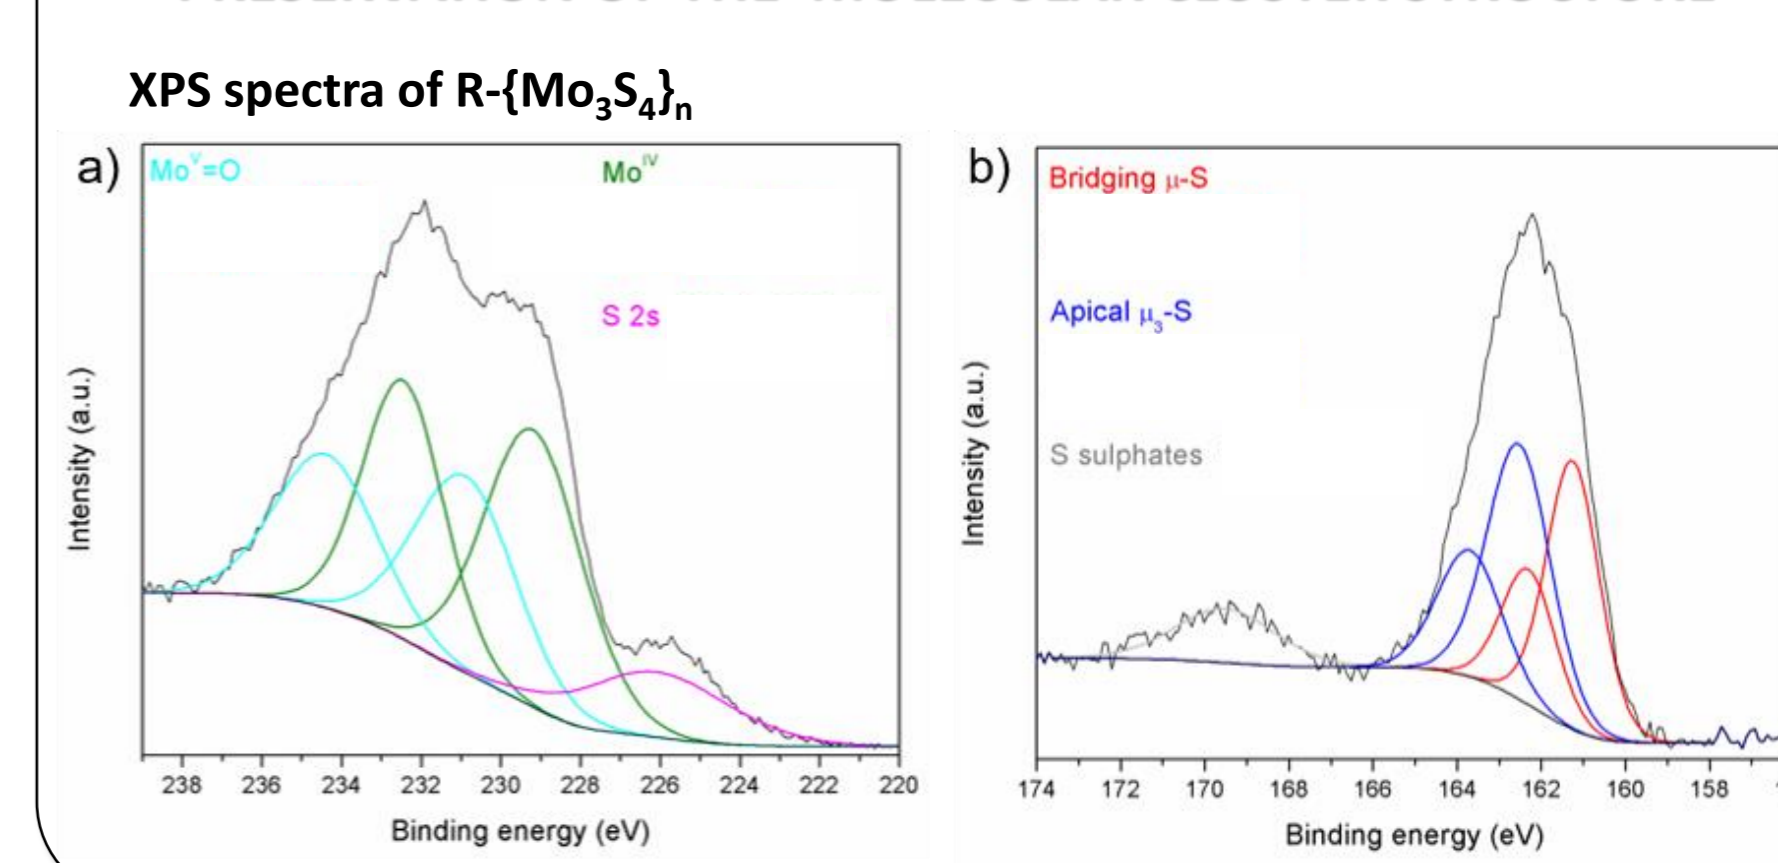 XPS spectra of R-{Mo₃S₄}ₙ
a)
Moⱽ=O
Moᴵⱽ
S 2s
Intensity (a.u.)
238 236 234 232 230 228 226 224 222 220
Binding energy (eV)
b)
Bridging μ-S
Apical μ₃-S
S sulphates
Intensity (a.u.)
174 172 170 168 166 164 162 160 158
Binding energy (eV)